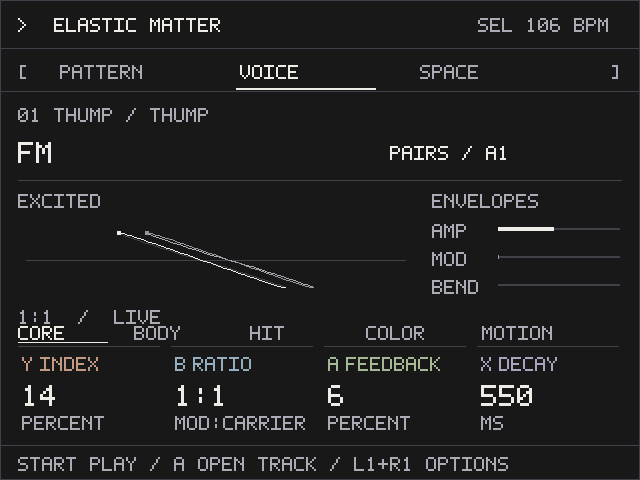 > ELASTIC MATTER SEL 106 BPM
[ PATTERN VOICE SPACE ]
01 THUMP / THUMP
FM PAIRS / A1
EXCITED ENVELOPES
AMP
MOD
BEND
1:1 / LIVE
CORE BODY HIT COLOR MOTION
Y INDEX B RATIO A FEEDBACK X DECAY
14 1:1 6 550
PERCENT MOD:CARRIER PERCENT MS
START PLAY / A OPEN TRACK / L1+R1 OPTIONS